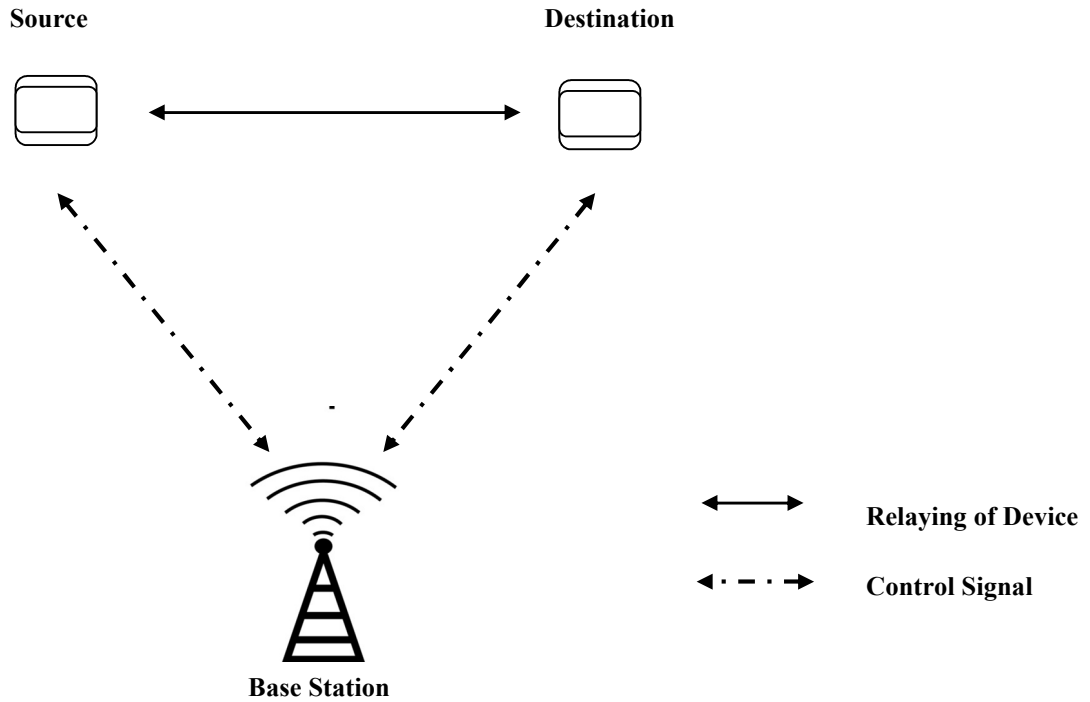 Source
Destination
Relaying of Device
Control Signal
Base Station